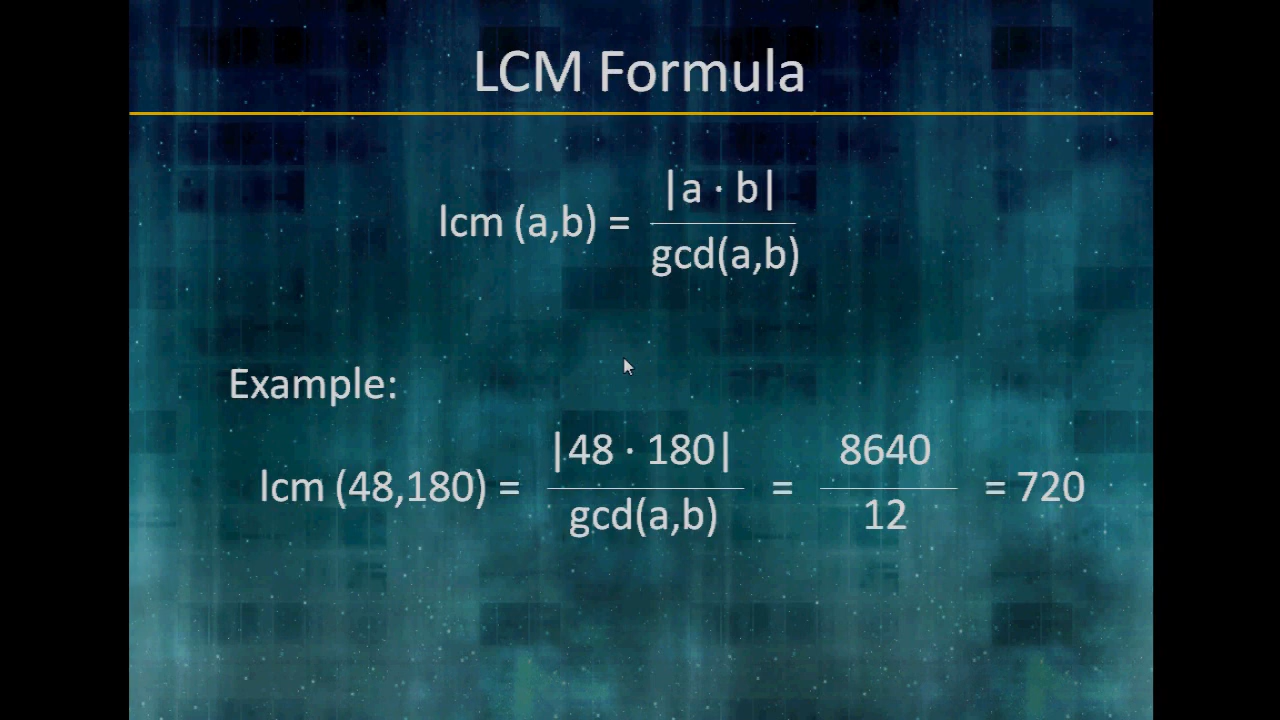 LCM Formula
|a · b|
lcm (a,b) =
gcd(a,b)
Example:
|48 · 180| 8640
lcm (48,180) = = = 720
gcd(a,b) 12